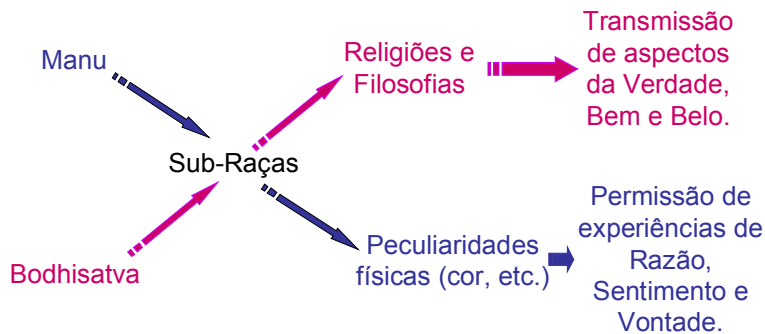 Manu
Religiões e
Filosofias
Transmissão
de aspectos
da Verdade,
Bem e Belo.
Sub-Raças
Bodhisatva
Peculiaridades
físicas (cor, etc.)
Permissão de
experiências de
Razão,
Sentimento e
Vontade.